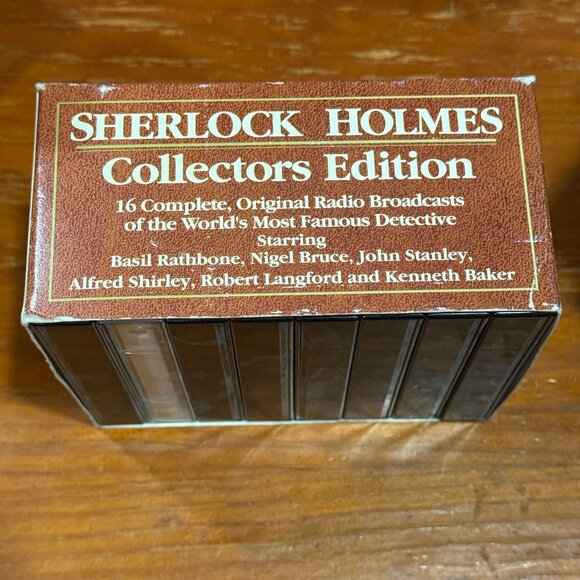 SHERLOCK HOLMES
Collectors Edition
16 Complete, Original Radio Broadcasts
of the World's Most Famous Detective
Starring
Basil Rathbone, Nigel Bruce, John Stanley,
Alfred Shirley, Robert Langford and Kenneth Baker